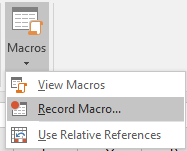 Macros
View Macros
Record Macro...
Use Relative References